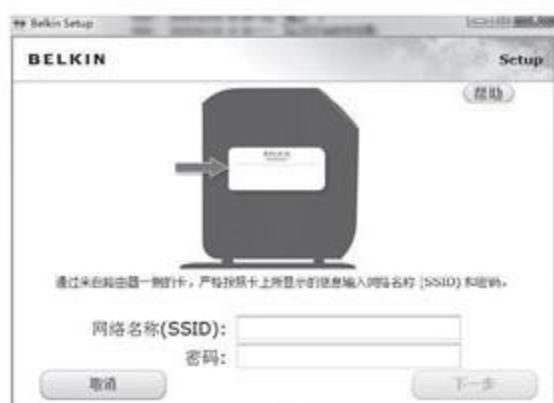 Belkin Setup
BELKIN
Setup
帮助
BELKIN
通过来自路由器一侧的卡，严格按照卡上所显示的信息输入网络名称 (SSID) 和密码。
网络名称(SSID):
密码:
取消
下一步